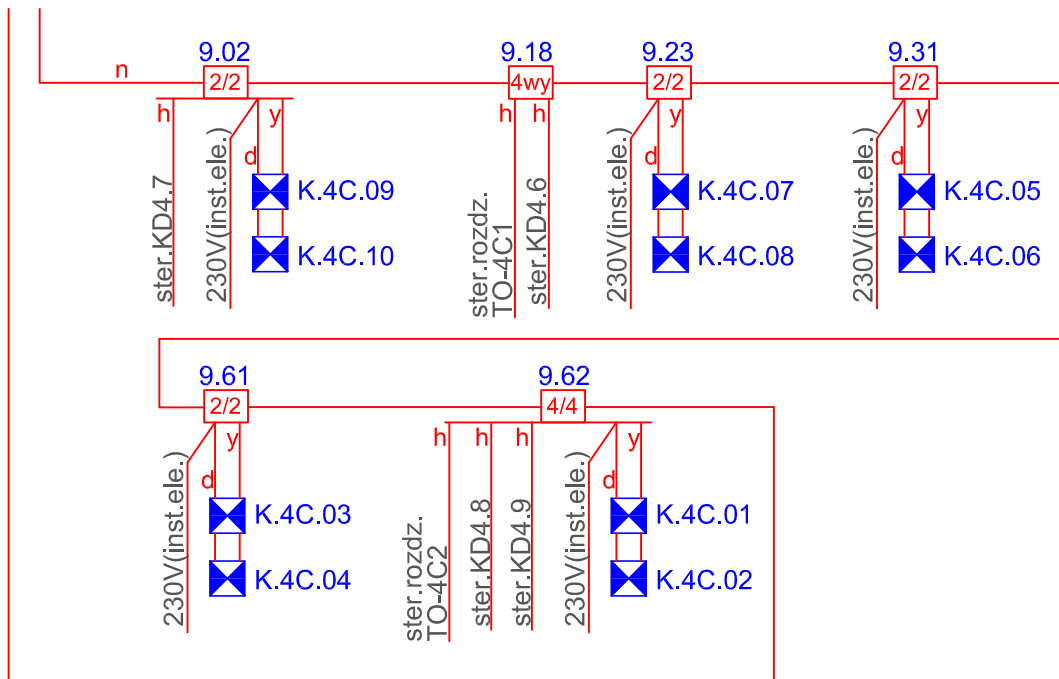 9.02
9.18
9.23
9.31
n
2/2
4wy
2/2
2/2
h
y
h
h
y
y
d
d
d
ster.KD4.7
230V(inst.ele.)
K.4C.09
K.4C.10
ster.rozdz.
TO-4C1
ster.KD4.6
230V(inst.ele.)
K.4C.07
K.4C.08
230V(inst.ele.)
K.4C.05
K.4C.06
9.61
9.62
2/2
4/4
y
h
h
h
y
d
d
230V(inst.ele.)
K.4C.03
K.4C.04
ster.rozdz.
TO-4C2
ster.KD4.8
ster.KD4.9
230V(inst.ele.)
K.4C.01
K.4C.02